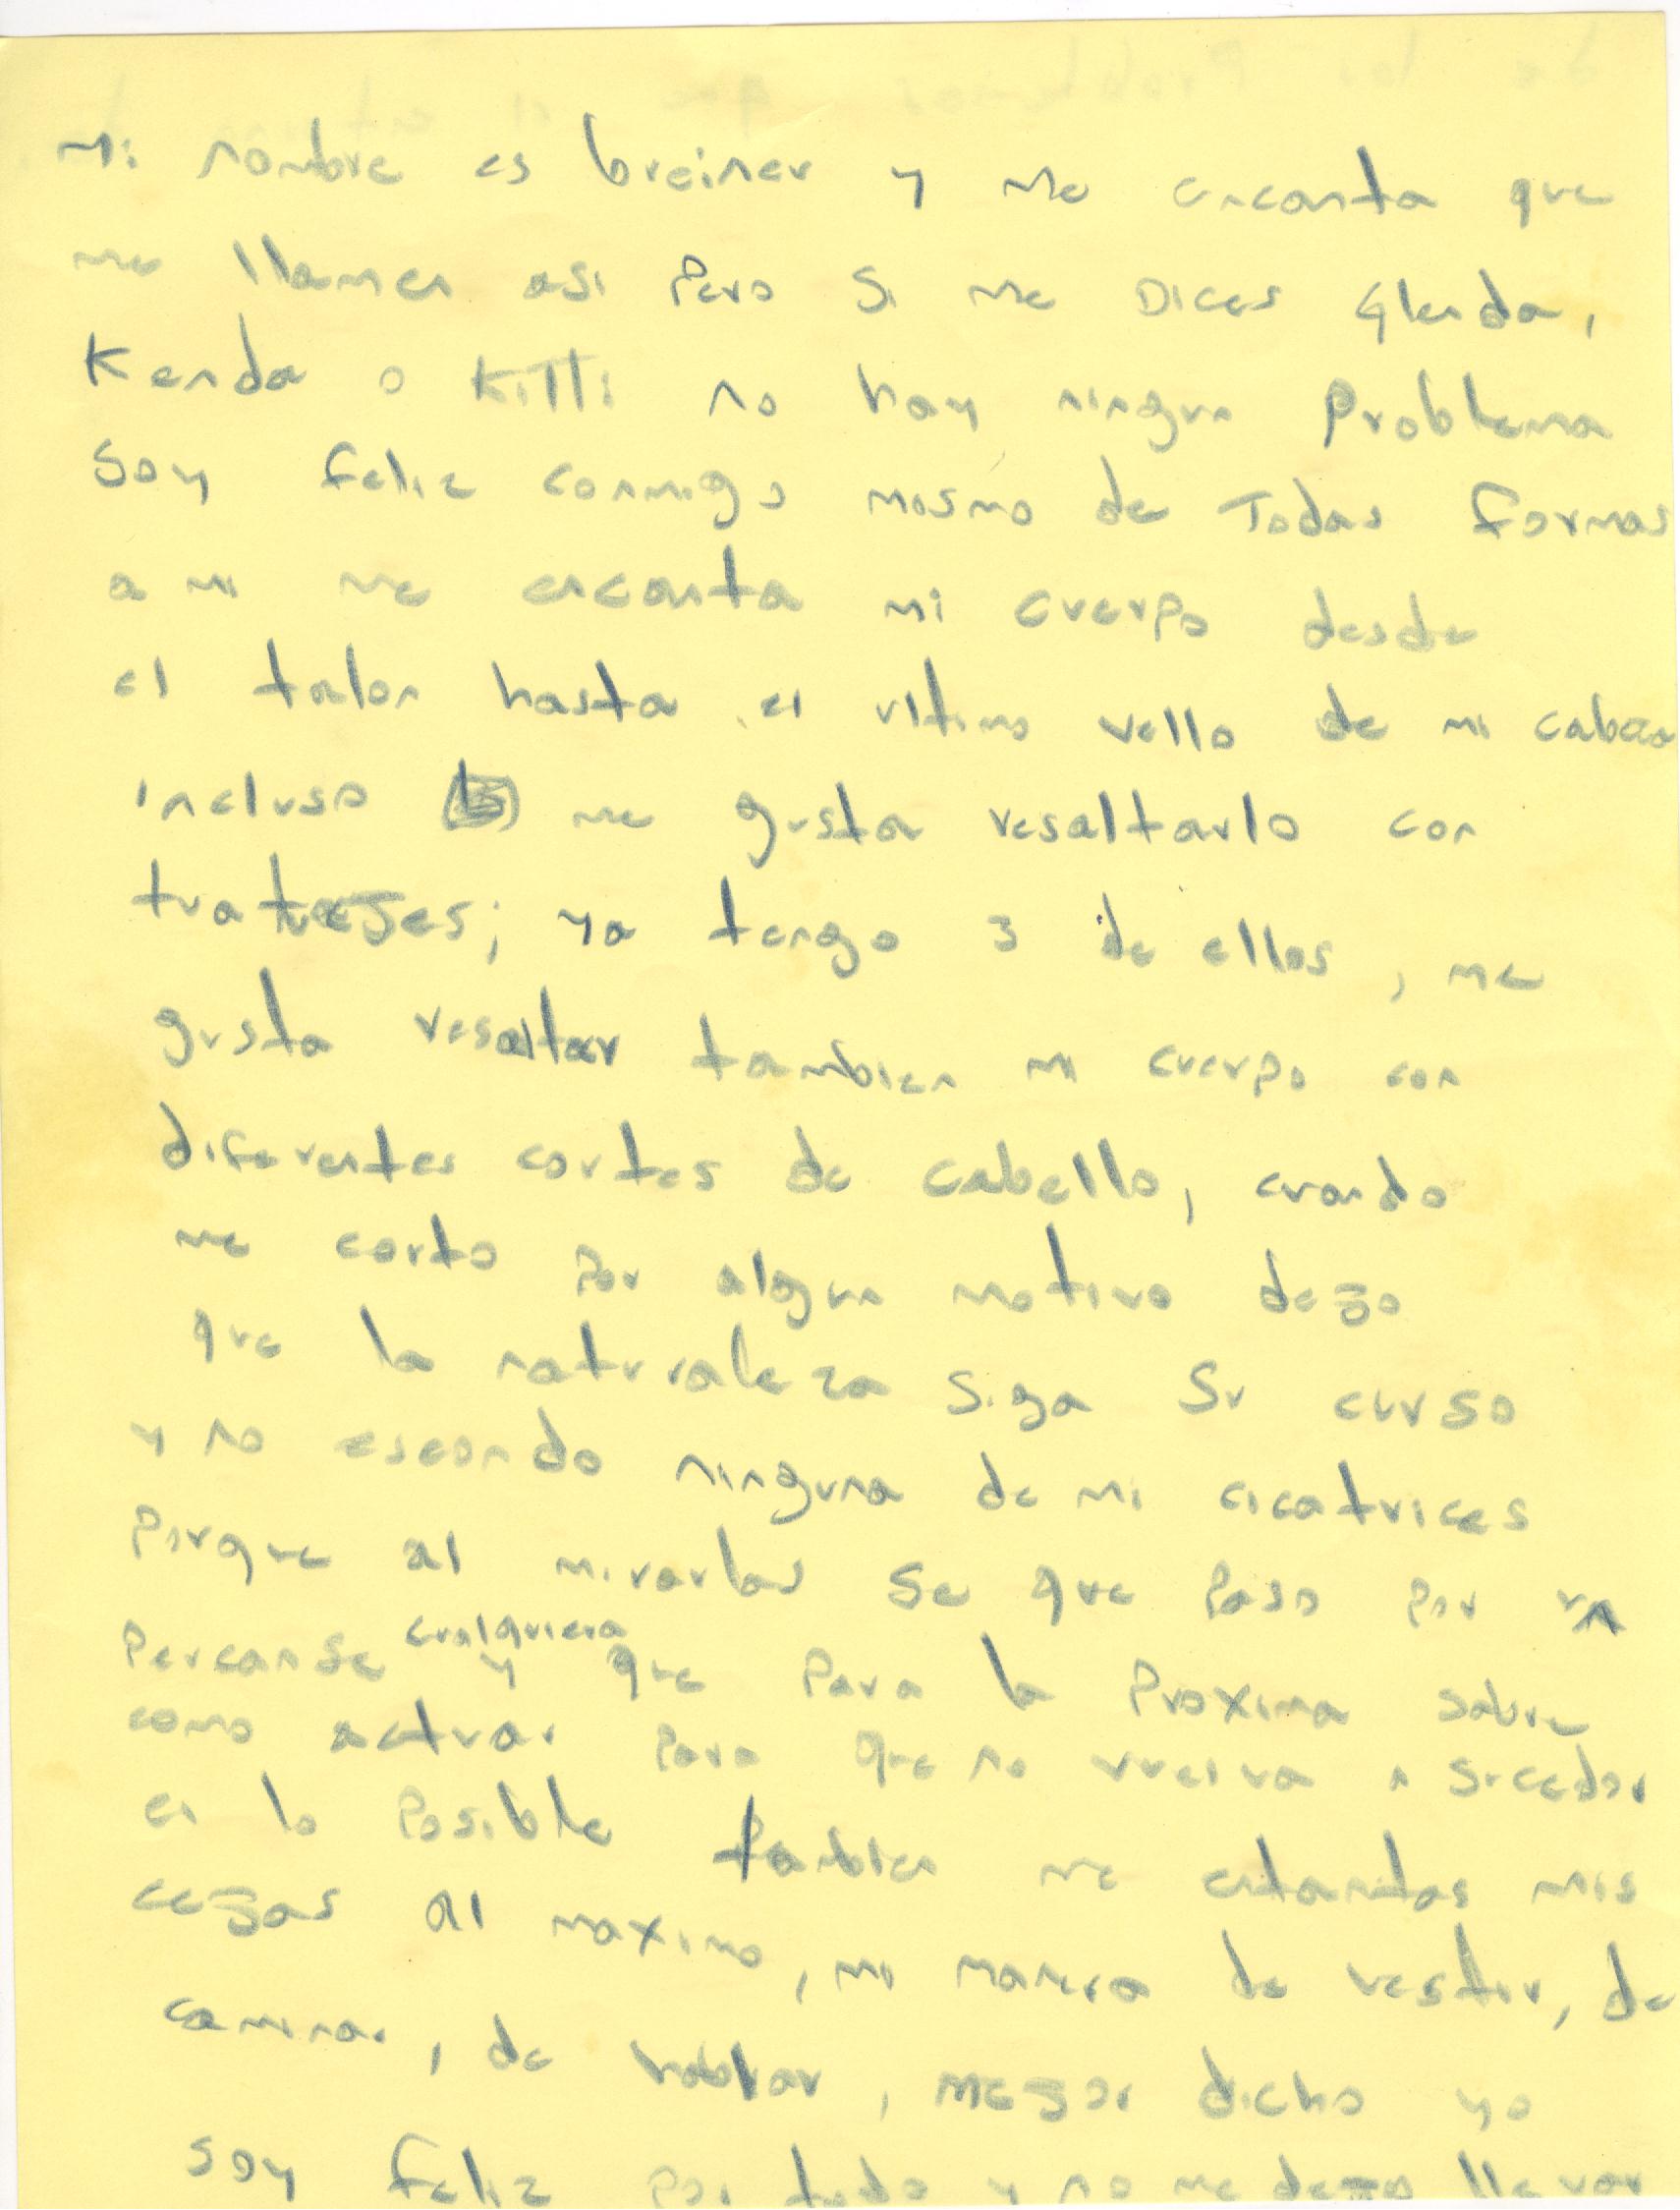 Mi nombre es breiner y me encanta que
me llamen asi Pero si me Dices Glenda,
Kenda o Kitti no hay ningun Problema
Soy feliz conmigo mismo de Todas formas
a mi me encanta mi cuerpo desde
el talon hasta el ultimo vello de mi cabeza
incluso me gusta resaltarlo con
; ya tengo 3 de ellos, me
gusta resaltar tambien mi cuerpo con
diferentes cortes de cabello, cuando
me corto por algun motivo dejo
que la naturaleza siga su curso
y no escondo ninguna de mi cicatrices
Porque al mirarlas se que Paso por un
Percanse cualquiera y que Para la Proxima sabre
como actuar Para que no vuelva a suceder
en lo Posible tambien me mis
cejas al maximo, mi manera de vestir, de
caminar, de hablar, mejor dicho yo
soy feliz por todo y no me dejo llevar